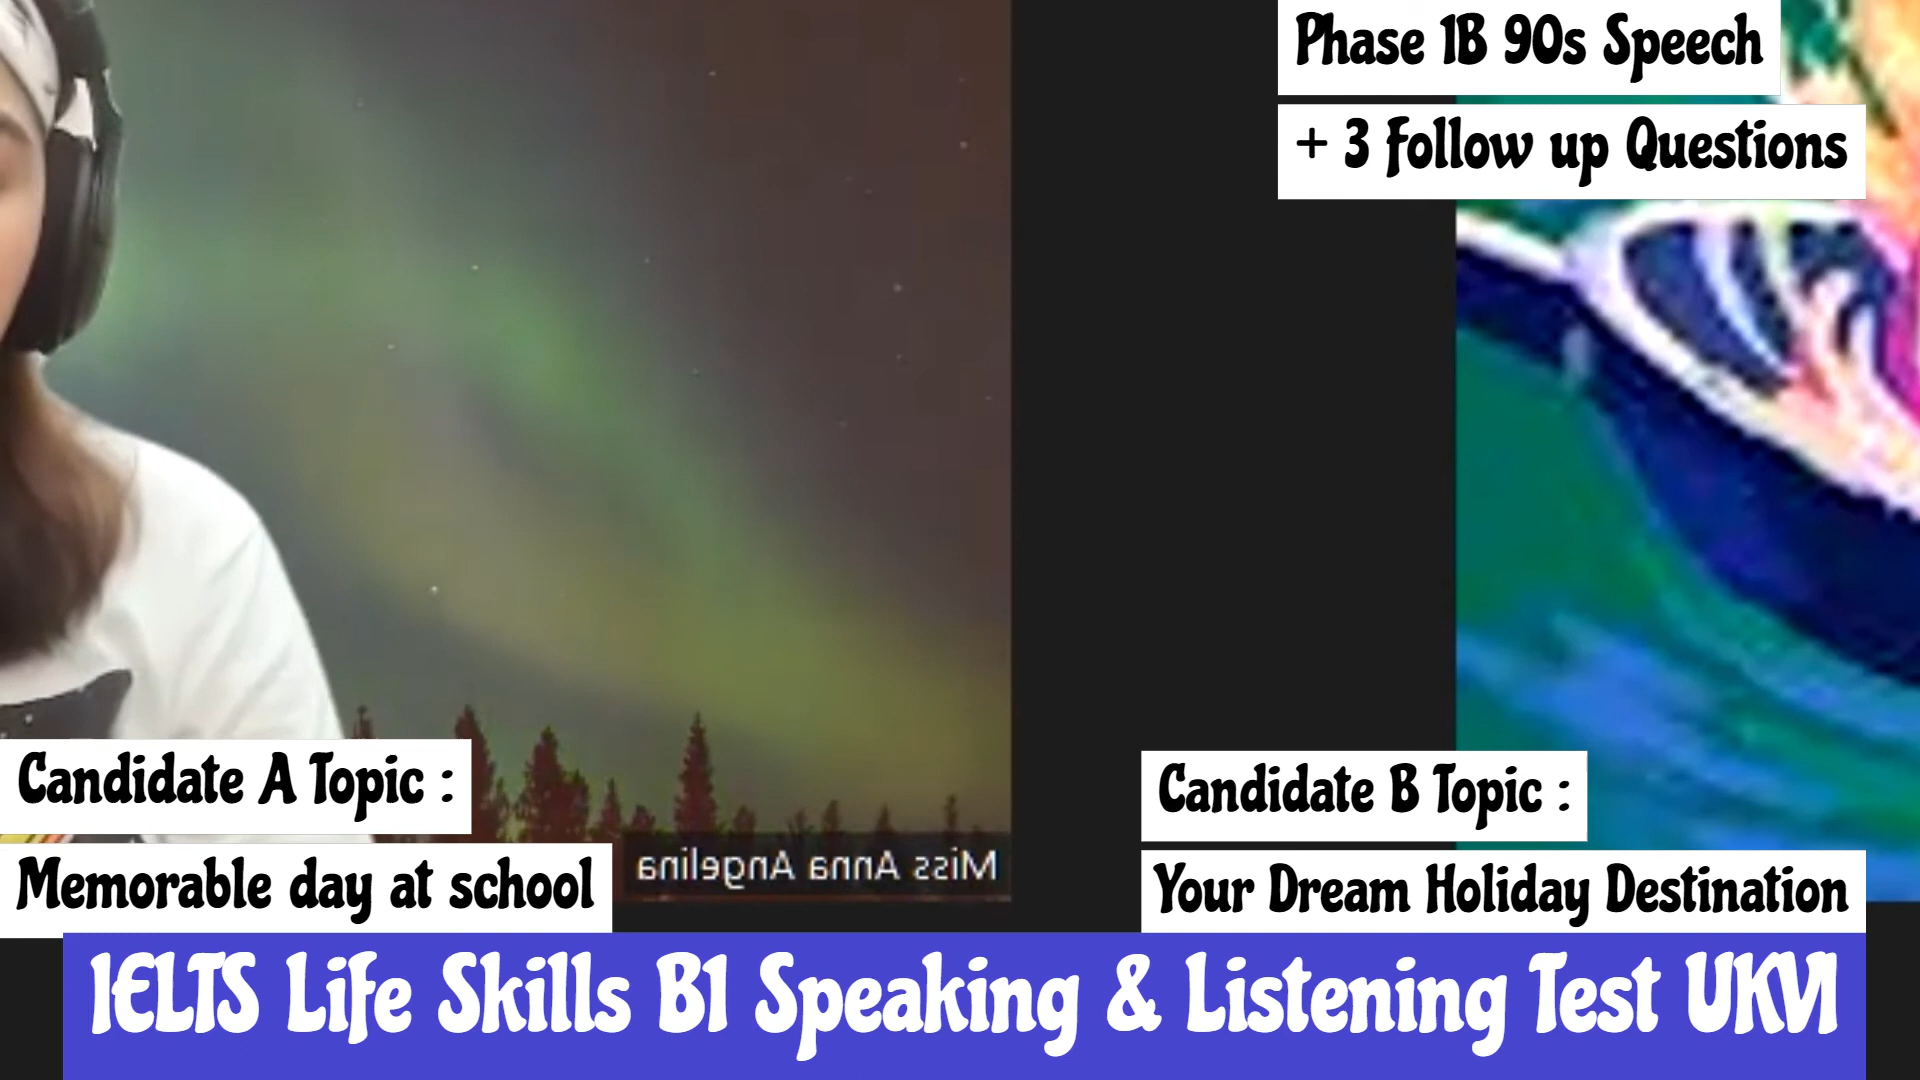 Phase 1B 90s Speech
+ 3 Follow up Questions
Candidate A Topic :
Memorable day at school
Miss Anna Angelina
Candidate B Topic :
Your Dream Holiday Destination
IELTS Life Skills B1 Speaking & Listening Test UKVI